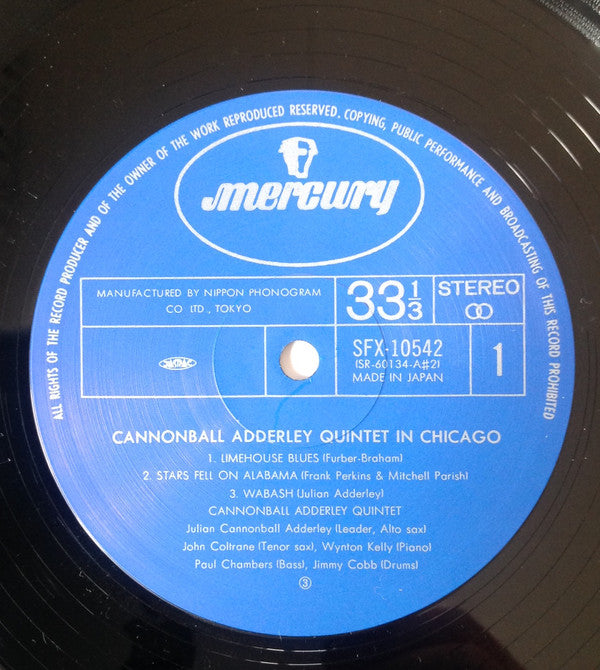 ALL RIGHTS OF THE RECORD PRODUCER AND OF THE OWNER OF THE WORK REPRODUCED RESERVED. COPYING, PUBLIC PERFORMANCE AND BROADCASTING OF THIS RECORD PROHIBITED
mercury
MANUFACTURED BY NIPPON PHONOGRAM
CO LTD., TOKYO
33 1/3
STEREO
SFX-10542
(SR-60134-A#2)
MADE IN JAPAN
1
CANNONBALL ADDERLEY QUINTET IN CHICAGO
1. LIMEHOUSE BLUES (Furber-Braham)
2. STARS FELL ON ALABAMA (Frank Perkins & Mitchell Parish)
3. WABASH (Julian Adderley)
CANNONBALL ADDERLEY QUINTET
Julian Cannonball Adderley (Leader, Alto sax)
John Coltrane (Tenor sax), Wynton Kelly (Piano)
Paul Chambers (Bass), Jimmy Cobb (Drums)
③